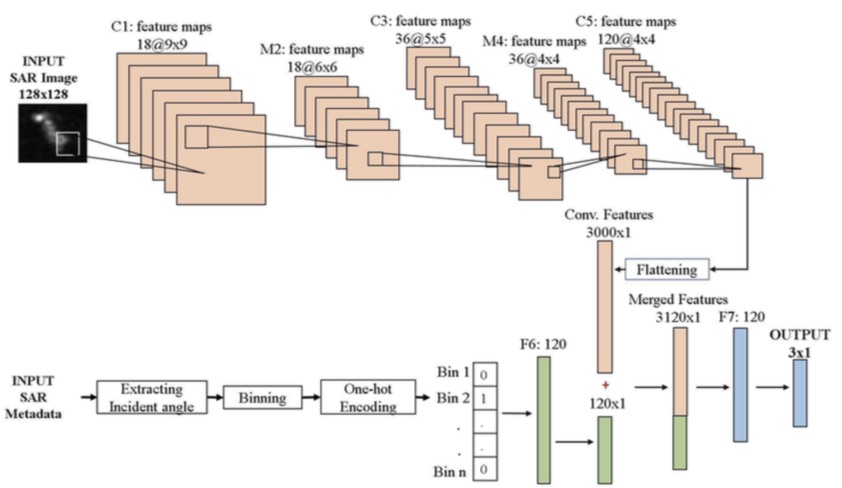 C1: feature maps
18@9x9
C3: feature maps
36@5x5
C5: feature maps
120@4x4
M2: feature maps
18@6x6
M4: feature maps
36@4x4
INPUT
SAR Image
128x128
Conv. Features
3000x1
Flattening
Merged Features
3120x1
F7: 120
OUTPUT
3x1
F6: 120
INPUT
SAR
Metadata
Extracting
Incident angle
Binning
One-hot
Encoding
Bin 1
0
Bin 2
1
.
.
.
.
Bin n
0
+
120x1